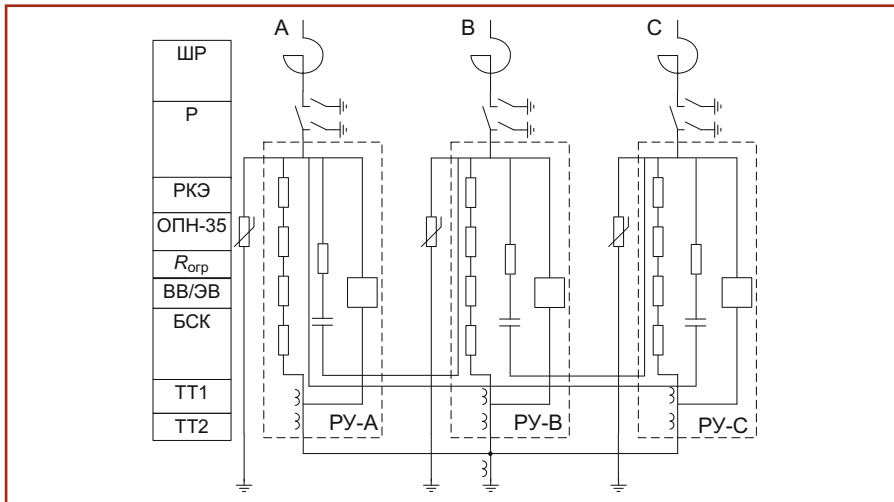 A
B
C
ШР
Р
РКЭ
ОПН-35
Rогр
ВВ/ЭВ
БСК
ТТ1
ТТ2
РУ-А
РУ-В
РУ-С